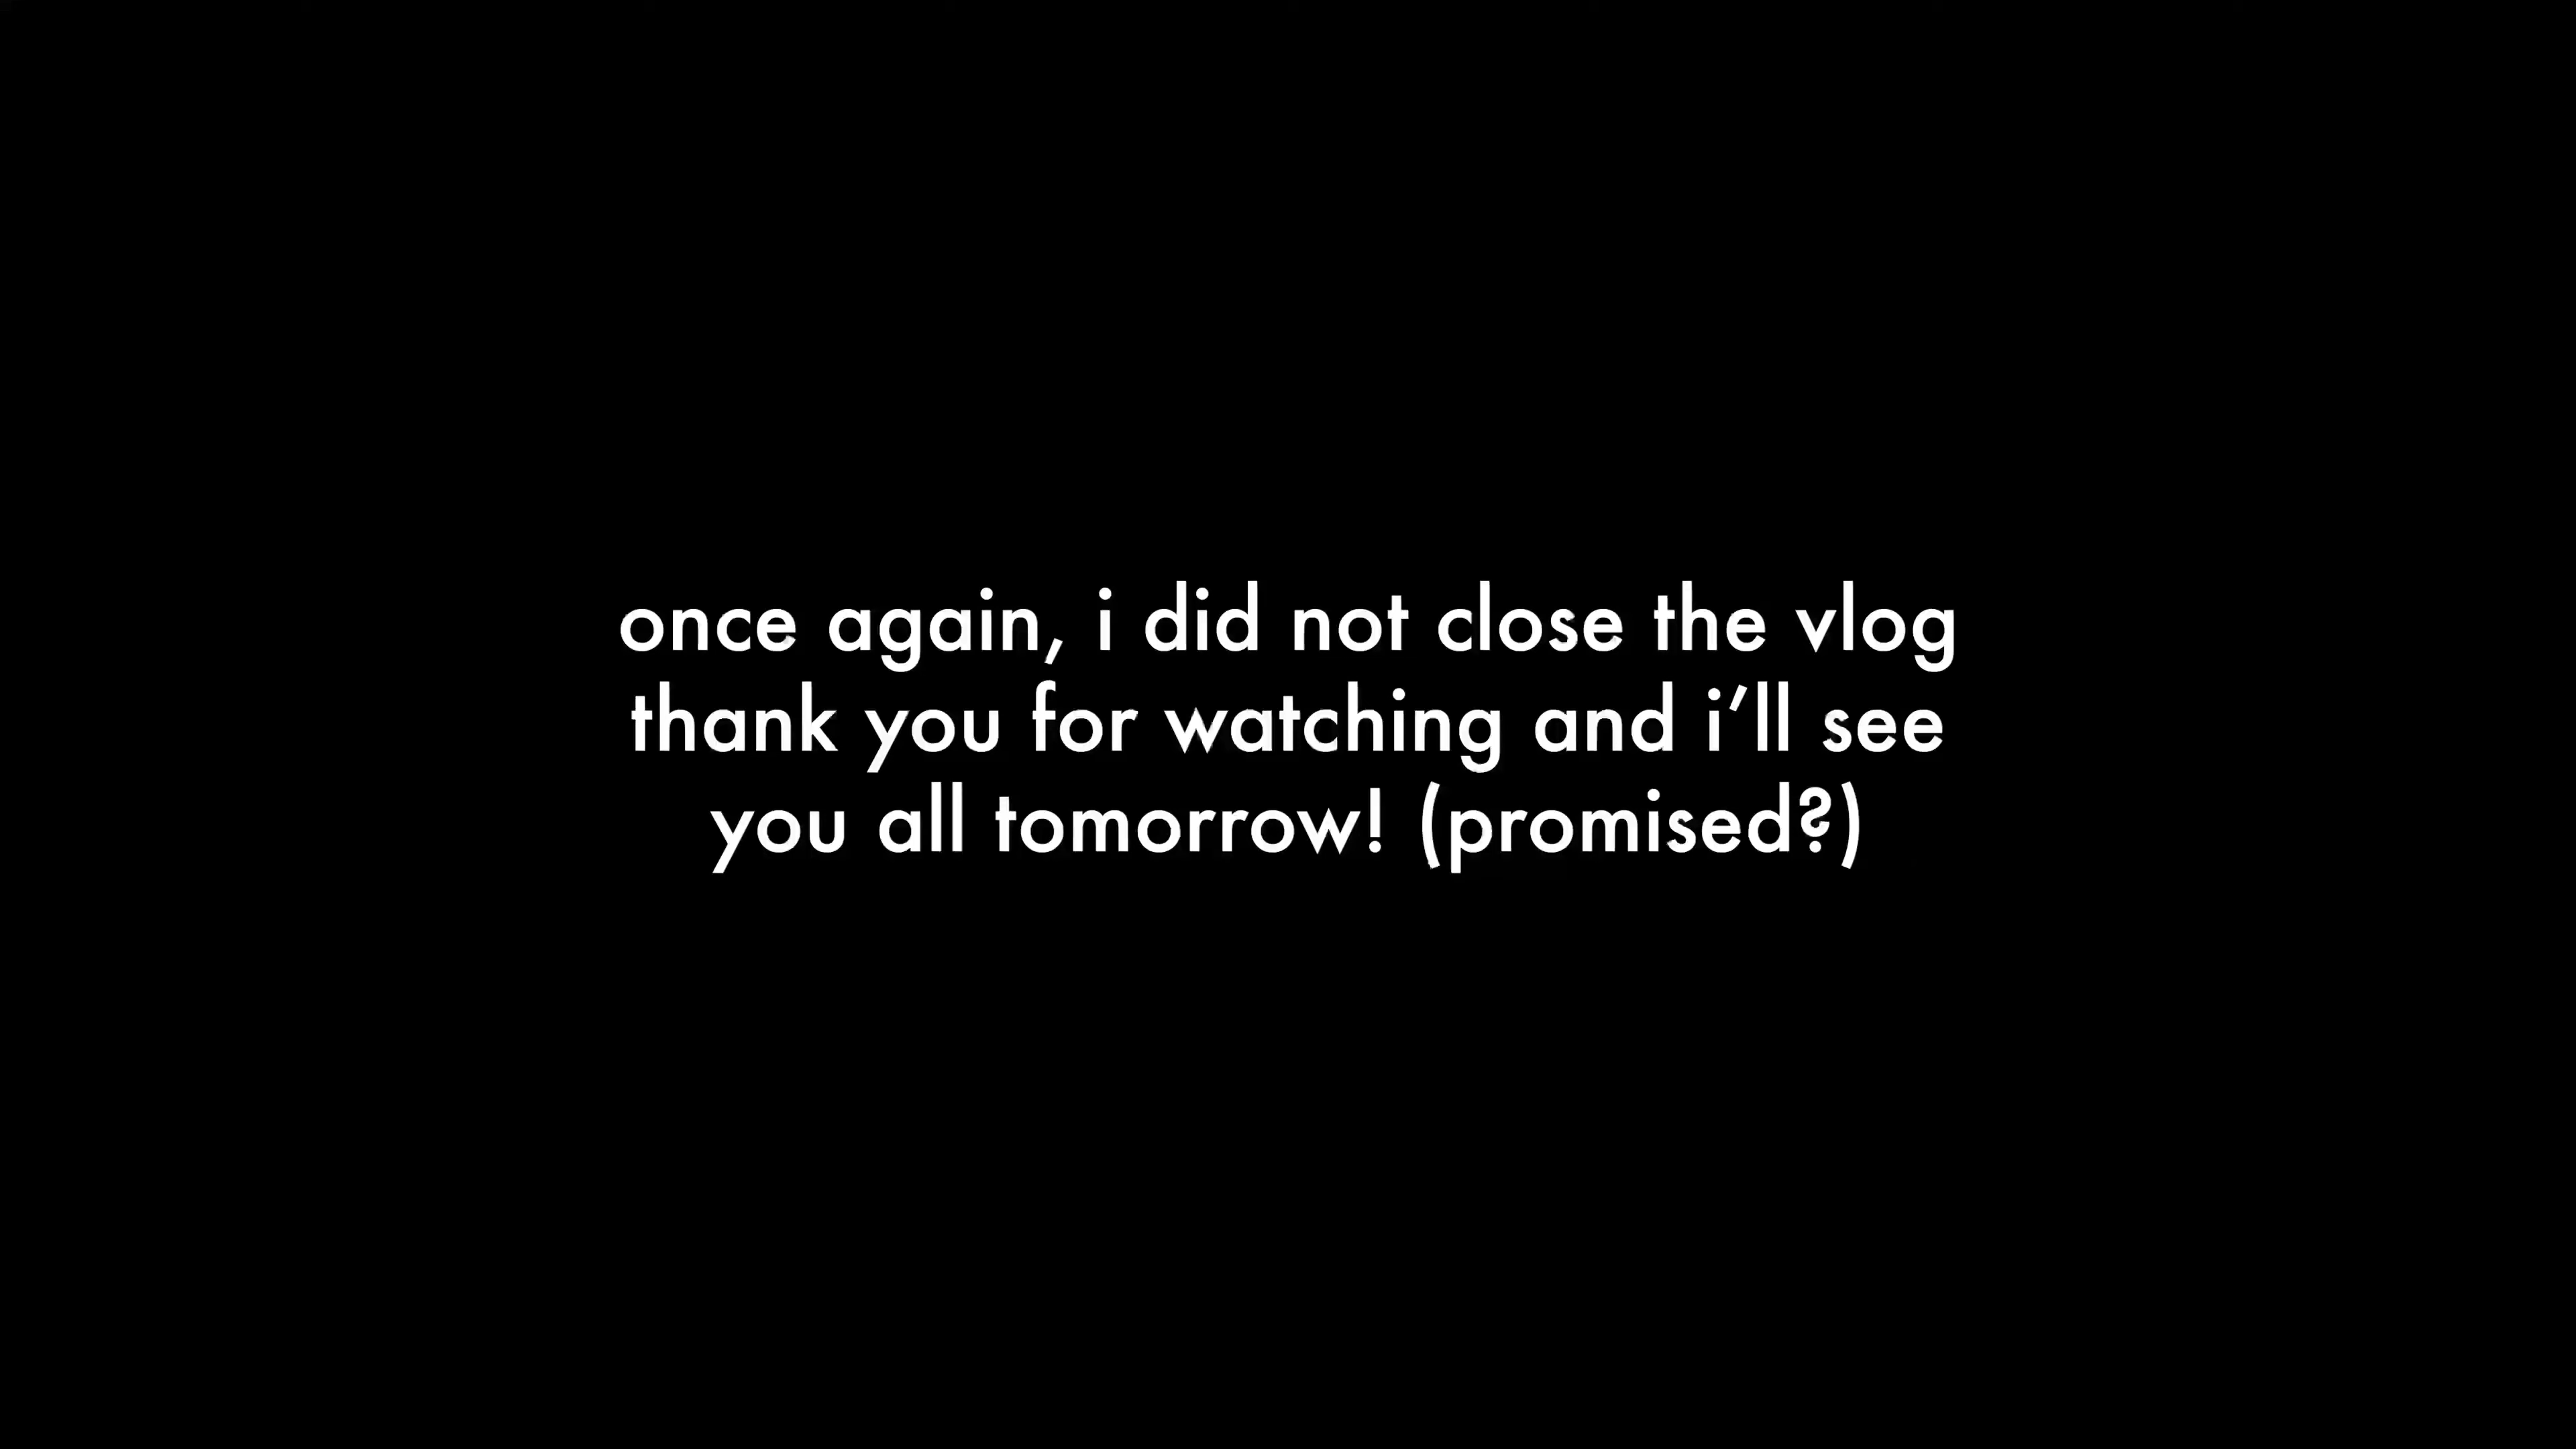 once again, i did not close the vlog
thank you for watching and i’ll see
you all tomorrow! (promised?)